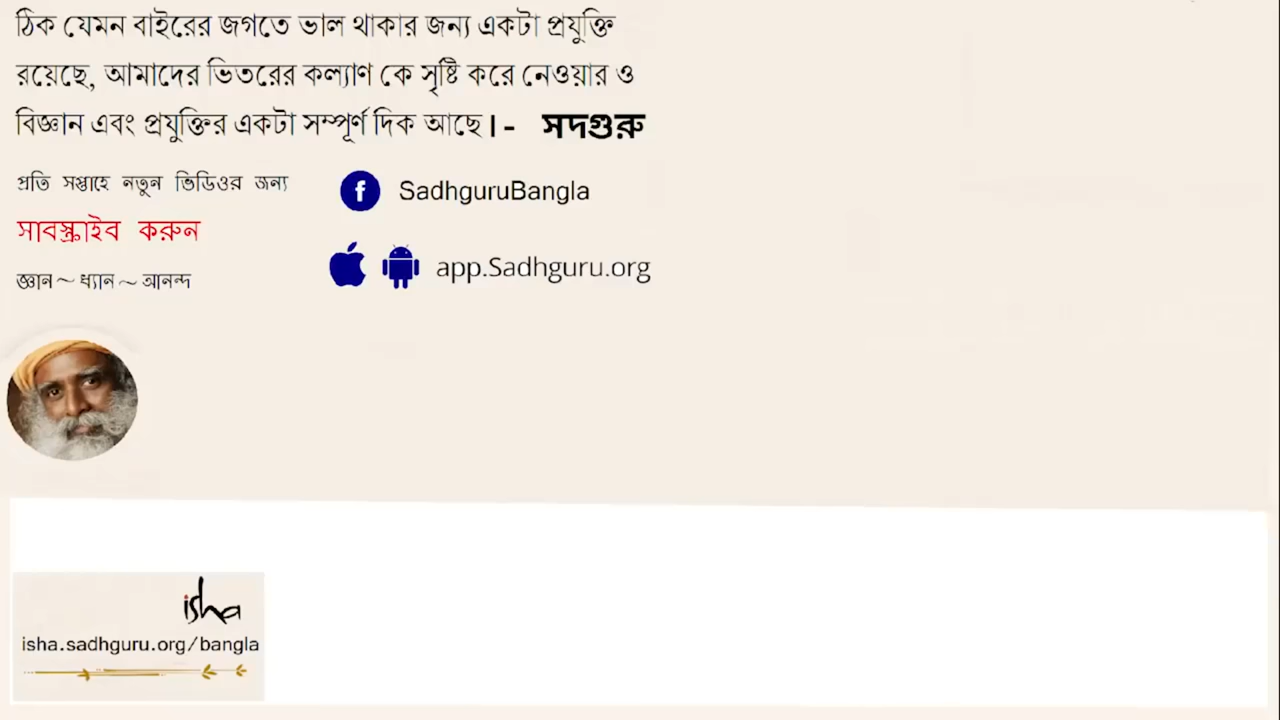 ঠিক যেমন বাইরের জগতে ভাল থাকার জন্য একটা প্রযুক্তি
রয়েছে, আমাদের ভিতরের কল্যাণ কে সৃষ্টি করে নেওয়ার ও
বিজ্ঞান এবং প্রযুক্তির একটা সম্পূর্ণ দিক আছে।- সদগুরু
প্রতি সপ্তাহে নতুন ভিডিওর জন্য
সাবস্ক্রাইব করুন
জ্ঞান ~ ধ্যান ~ আনন্দ
f SadhguruBangla
app.Sadhguru.org
isha
isha.sadhguru.org/bangla